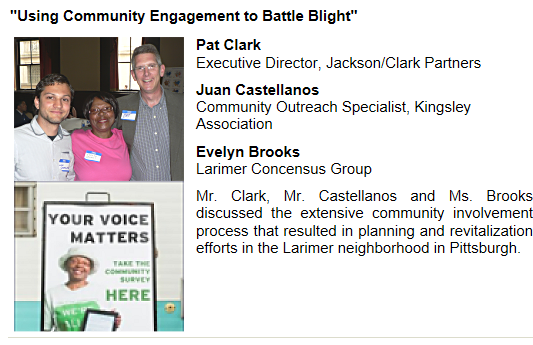 "Using Community Engagement to Battle Blight"
Pat Clark
Executive Director, Jackson/Clark Partners
Juan Castellanos
Community Outreach Specialist, Kingsley
Association
Evelyn Brooks
Larimer Concensus Group
Mr. Clark, Mr. Castellanos and Ms. Brooks
discussed the extensive community involvement
process that resulted in planning and revitalization
efforts in the Larimer neighborhood in Pittsburgh.
YOUR VOICE
MATTERS
TAKE THE
COMMUNITY
SURVEY
HERE